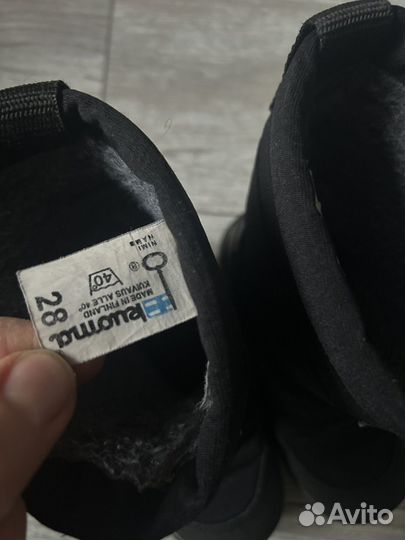 kuoma
28
®
MADE IN FINLAND
KUIVAUS ALLE 40°
40°
NIMI
NAME
Avito